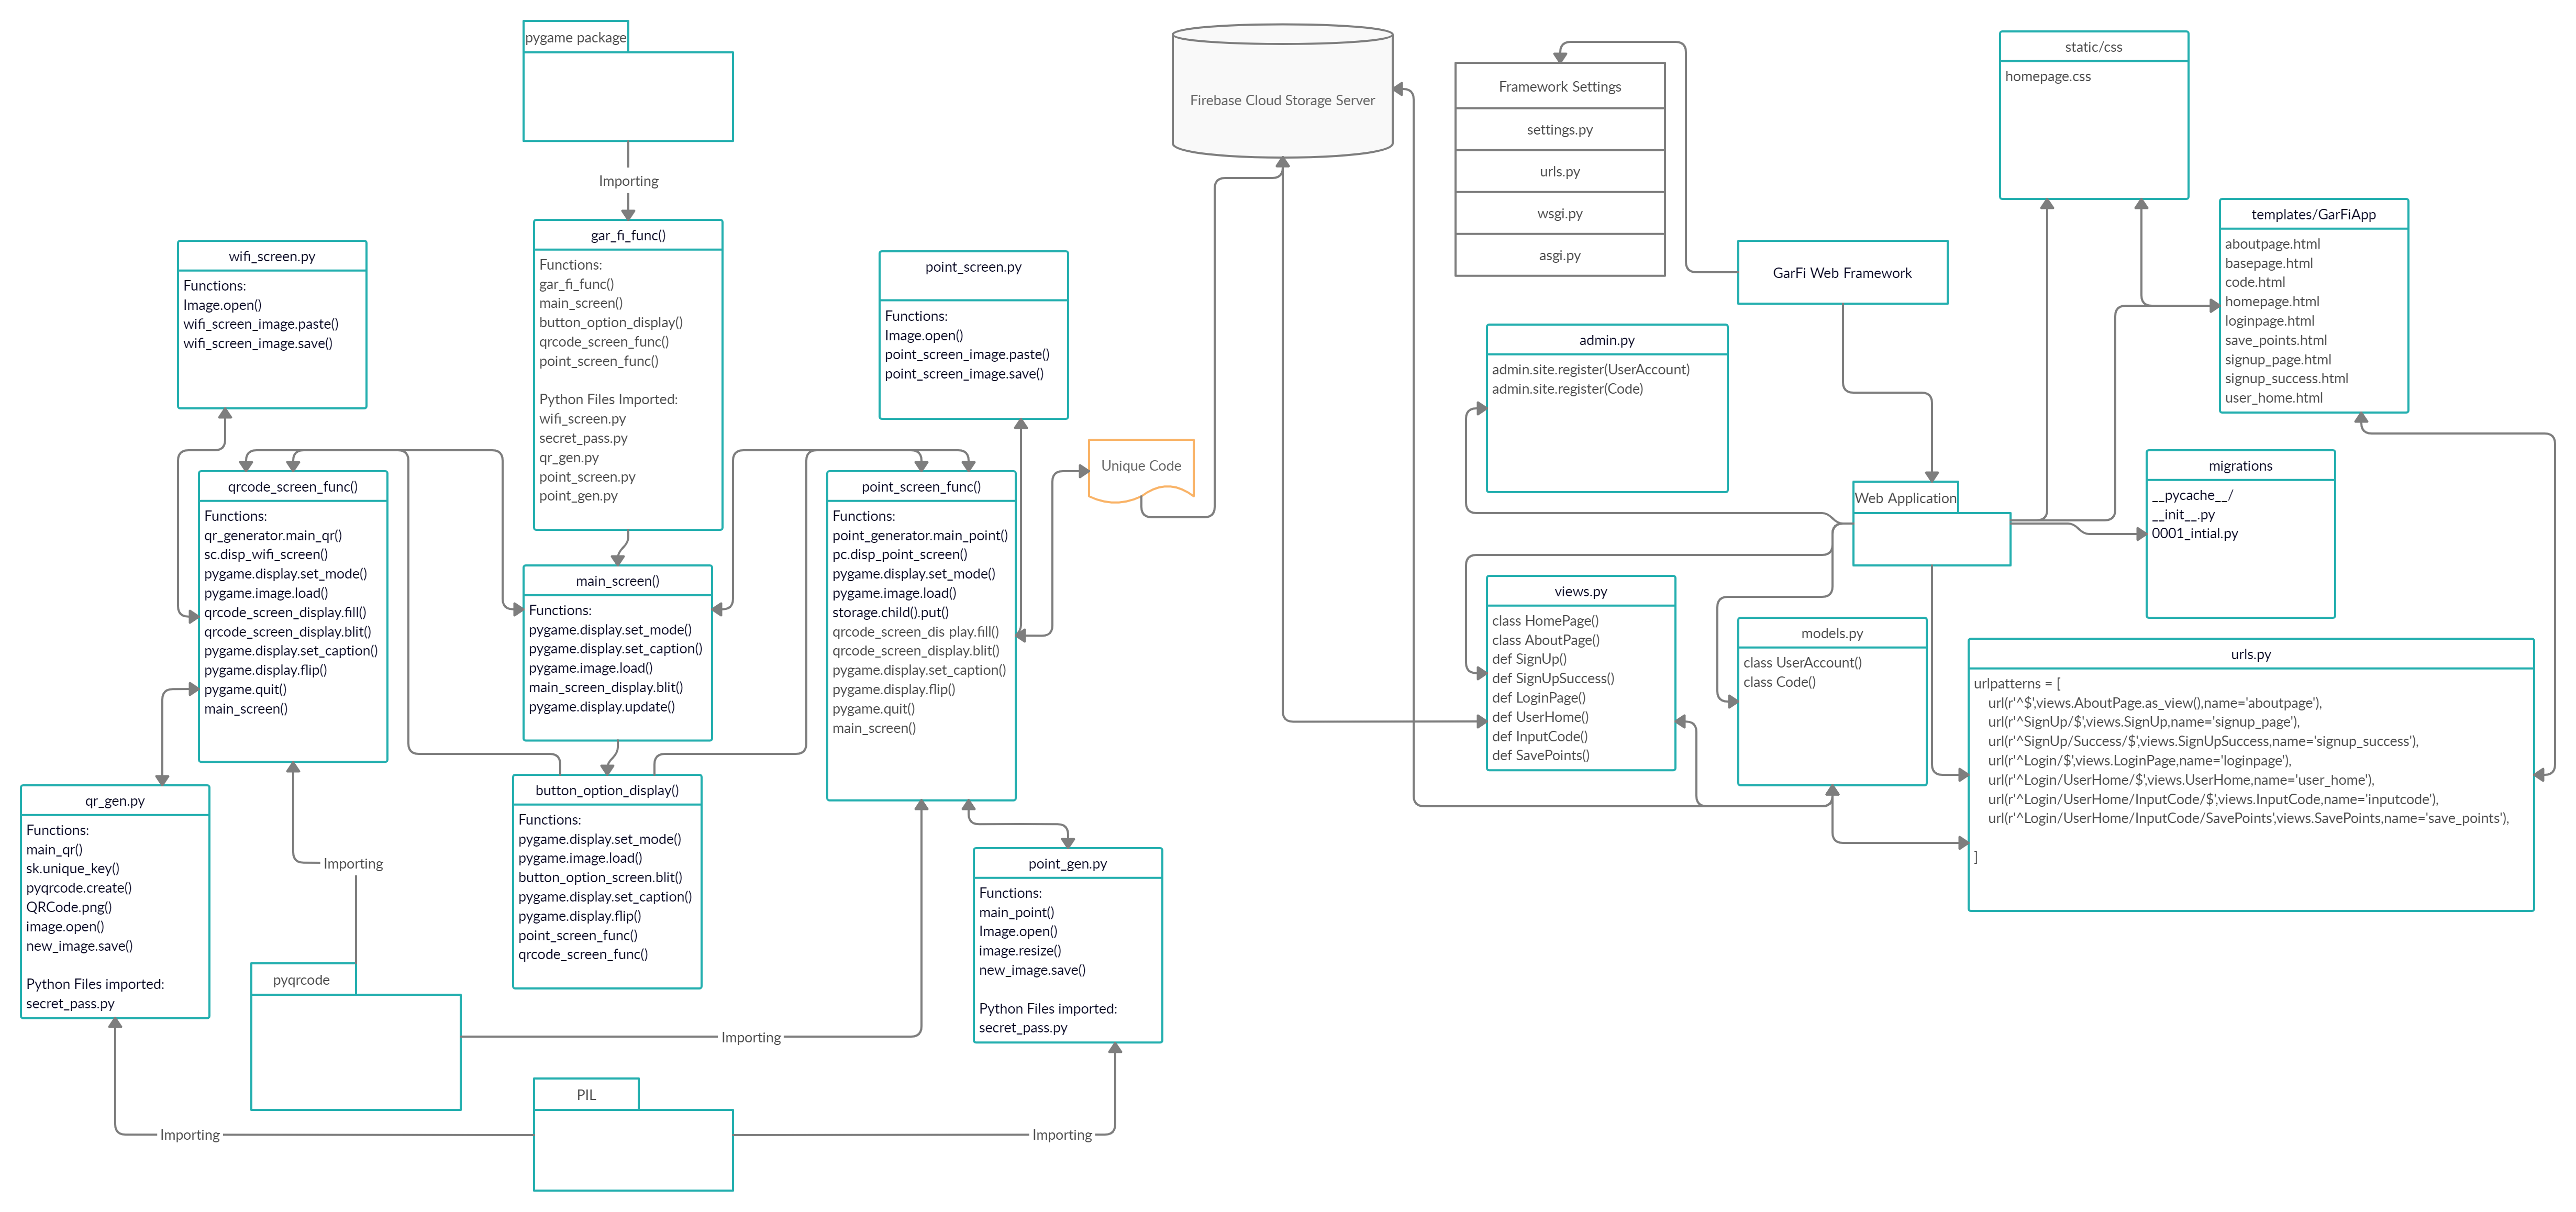 pygame package
Importing
gar_fi_func()
Functions:
gar_fi_func()
main_screen()
button_option_display()
qrcode_screen_func()
point_screen_func()
Python Files Imported:
wifi_screen.py
secret_pass.py
qr_gen.py
point_screen.py
point_gen.py
wifi_screen.py
Functions:
Image.open()
wifi_screen_image.paste()
wifi_screen_image.save()
point_screen.py
Functions:
Image.open()
point_screen_image.paste()
point_screen_image.save()
qrcode_screen_func()
Functions:
qr_generator.main_qr()
sc.disp_wifi_screen()
pygame.display.set_mode()
pygame.image.load()
qrcode_screen_display.fill()
qrcode_screen_display.blit()
pygame.display.set_caption()
pygame.display.flip()
pygame.quit()
main_screen()
main_screen()
Functions:
pygame.display.set_mode()
pygame.display.set_caption()
pygame.image.load()
main_screen_display.blit()
pygame.display.update()
point_screen_func()
Functions:
point_generator.main_point()
pc.disp_point_screen()
pygame.display.set_mode()
pygame.image.load()
storage.child().put()
qrcode_screen_dis play.fill()
qrcode_screen_display.blit()
pygame.display.set_caption()
pygame.display.flip()
pygame.quit()
main_screen()
Unique Code
button_option_display()
Functions:
pygame.display.set_mode()
pygame.image.load()
button_option_screen.blit()
pygame.display.set_caption()
pygame.display.flip()
point_screen_func()
qrcode_screen_func()
qr_gen.py
Functions:
main_qr()
sk.unique_key()
pyqrcode.create()
QRCode.png()
image.open()
new_image.save()
Python Files imported:
secret_pass.py
Importing
pyqrcode
Importing
point_gen.py
Functions:
main_point()
Image.open()
image.resize()
new_image.save()
Python Files imported:
secret_pass.py
PIL
Importing
Importing
Firebase Cloud Storage Server
Framework Settings
settings.py
urls.py
wsgi.py
asgi.py
GarFi Web Framework
static/css
homepage.css
templates/GarFiApp
aboutpage.html
basepage.html
code.html
homepage.html
loginpage.html
save_points.html
signup_page.html
signup_success.html
user_home.html
admin.py
admin.site.register(UserAccount)
admin.site.register(Code)
Web Application
migrations
__pycache__/
__init__.py
0001_intial.py
views.py
class HomePage()
class AboutPage()
def SignUp()
def SignUpSuccess()
def LoginPage()
def UserHome()
def InputCode()
def SavePoints()
models.py
class UserAccount()
class Code()
urls.py
urlpatterns = [
url(r'^$',views.AboutPage.as_view(),name='aboutpage'),
url(r'^SignUp/$',views.SignUp,name='signup_page'),
url(r'^SignUp/Success/$',views.SignUpSuccess,name='signup_success'),
url(r'^Login/$',views.LoginPage,name='loginpage'),
url(r'^Login/UserHome/$',views.UserHome,name='user_home'),
url(r'^Login/UserHome/InputCode/$',views.InputCode,name='inputcode'),
url(r'^Login/UserHome/InputCode/SavePoints',views.SavePoints,name='save_points'),
]